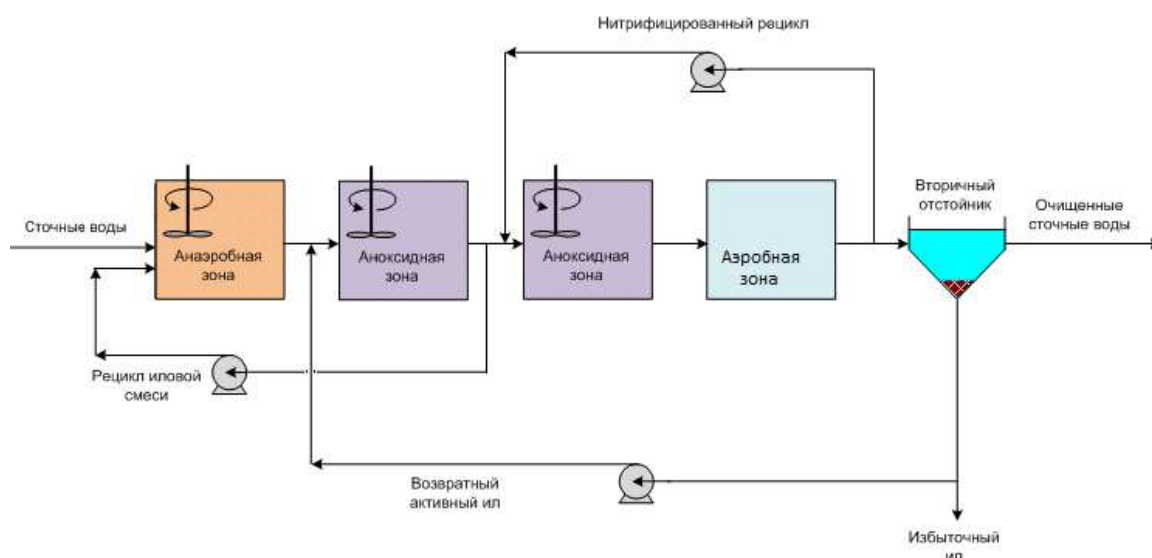 Нитрифицированный рецикл
Вторичный
отстойник
Очищенные
сточные воды
Сточные воды
Анаэробная
зона
Аноксидная
зона
Аноксидная
зона
Аэробная
зона
Рецикл иловой
смеси
Возвратный
активный ил
Избыточный
ил